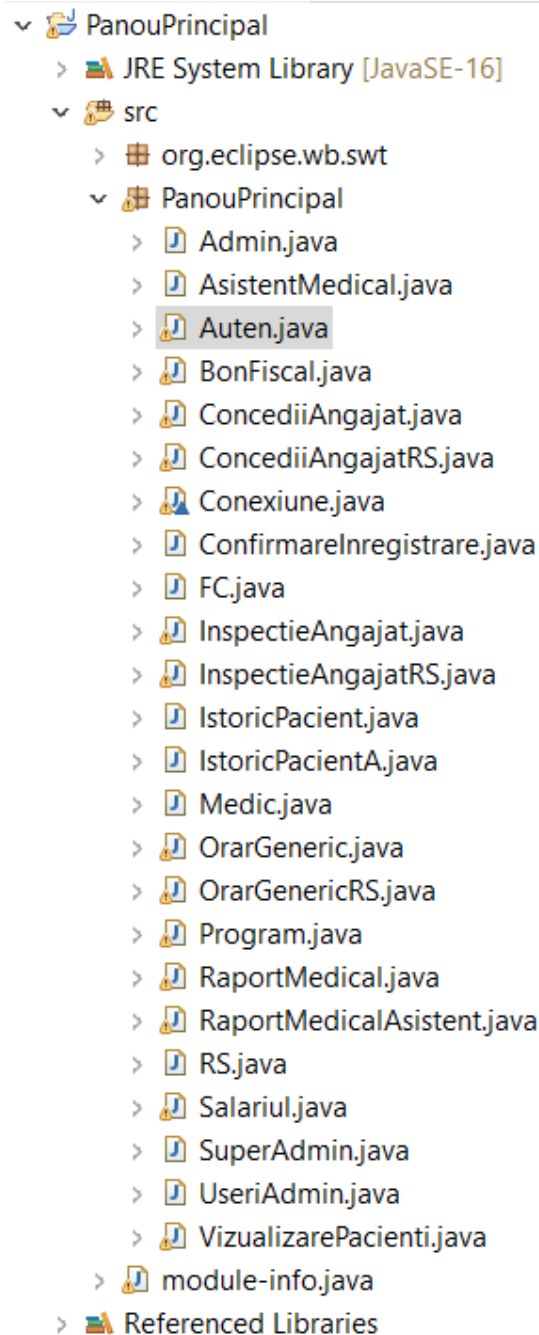 PanouPrincipal
JRE System Library [JavaSE-16]
src
org.eclipse.wb.swt
PanouPrincipal
Admin.java
AsistentMedical.java
Auten.java
BonFiscal.java
ConcediiAngajat.java
ConcediiAngajatRS.java
Conexiune.java
ConfirmareInregistrare.java
FC.java
InspectieAngajat.java
InspectieAngajatRS.java
IstoricPacient.java
IstoricPacientA.java
Medic.java
OrarGeneric.java
OrarGenericRS.java
Program.java
RaportMedical.java
RaportMedicalAsistent.java
RS.java
Salariul.java
SuperAdmin.java
UseriAdmin.java
VizualizarePacienti.java
module-info.java
Referenced Libraries